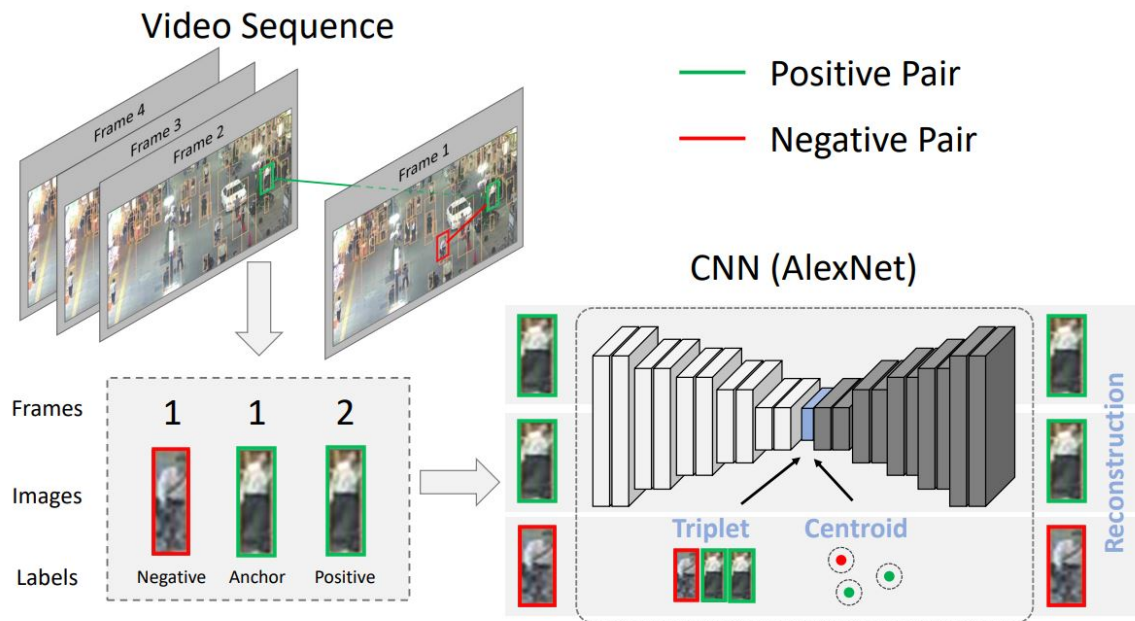 Video Sequence
Frame 4
Frame 3
Frame 2
Frame 1
Positive Pair
Negative Pair
CNN (AlexNet)
Frames 1 1 2
Images
Labels Negative Anchor Positive
Triplet Centroid
Reconstruction